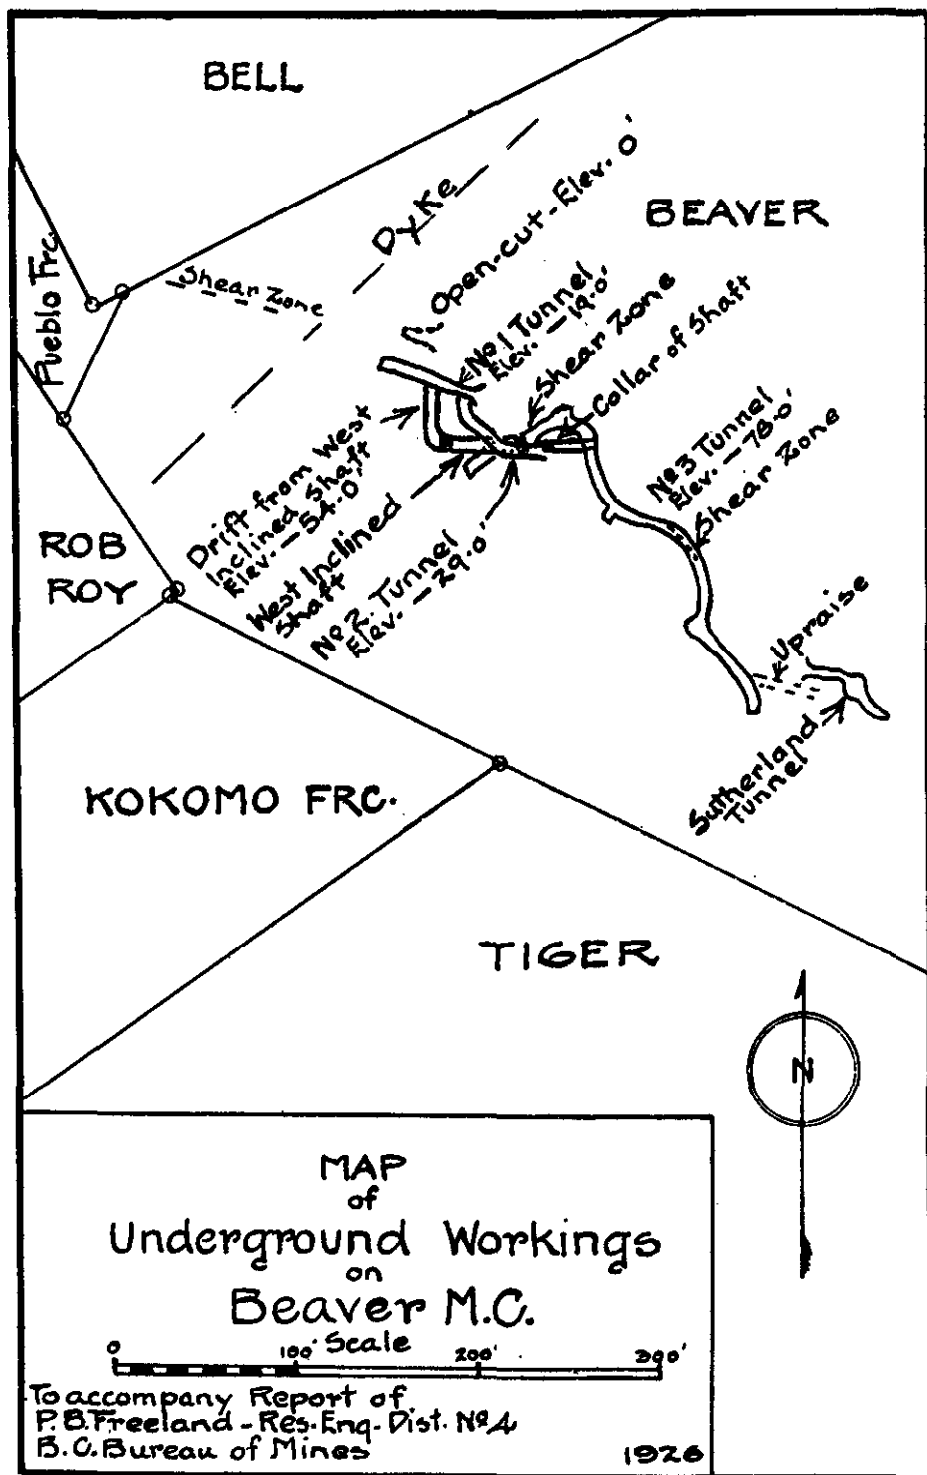 BELL
BEAVER
Pueblo Frc.
Shear Zone
Dyke
Open-cut-Elev. 0'
No 1 Tunnel
Elev. - 19.0'
Shear Zone
Collar of Shaft
No 3 Tunnel
Elev. - 78.0'
Shear Zone
Drift from West
Inclined Shaft
Elev. - 54.0'
West Inclined
Shaft
No 2. Tunnel
Elev. - 29.0'
ROB
ROY
Upraise
Sutherland
Tunnel
KOKOMO FRC.
TIGER
N
MAP
of
Underground Workings
on
Beaver M.C.
Scale
0 100' 200' 300'
To accompany Report of
P.B. Freeland - Res. Eng. Dist. No 4
B.C. Bureau of Mines
1926